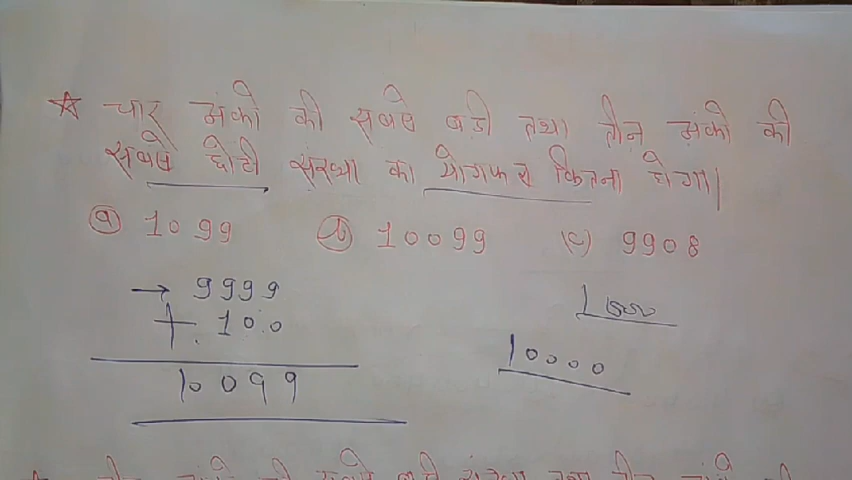 ☆ चार अंको की सबसे बड़ी तथा तीन अंको की
सबसे छोटी संख्या का योगफल कितना होगा|
(a) 1099 (b) 10099 (c) 9908
→ 9999
+ 100
10099
10000